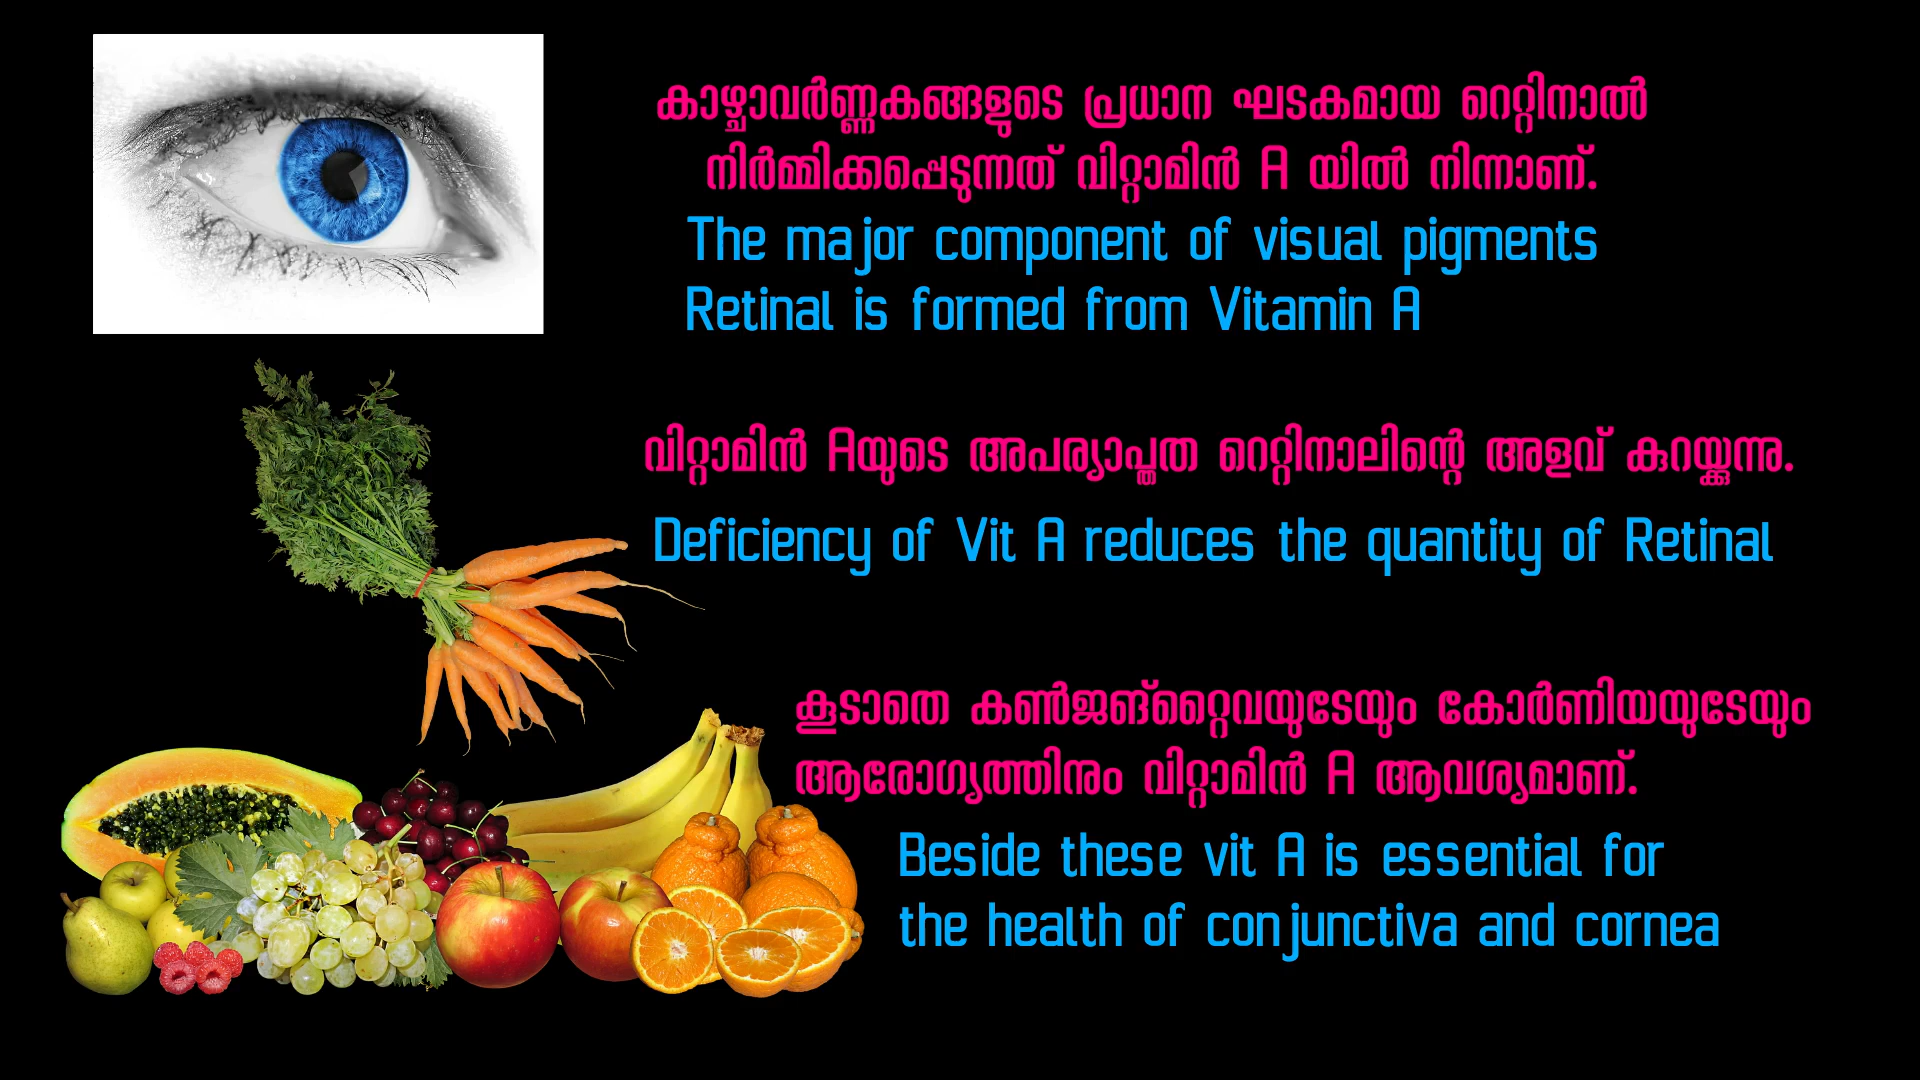 കാഴ്ചാവർണ്ണകങ്ങളുടെ പ്രധാന ഘടകമായ റെറ്റിനാൽ
നിർമ്മിക്കപ്പെടുന്നത് വിറ്റാമിൻ A യിൽ നിന്നാണ്.
The major component of visual pigments
Retinal is formed from Vitamin A
വിറ്റാമിൻ Aയുടെ അപര്യാപ്തത റെറ്റിനാലിന്റെ അളവ് കുറയ്ക്കുന്നു.
Deficiency of Vit A reduces the quantity of Retinal
കൂടാതെ കൺജങ്റ്റൈവയുടേയും കോർണിയയുടേയും
ആരോഗ്യത്തിനും വിറ്റാമിൻ A ആവശ്യമാണ്.
Beside these vit A is essential for
the health of conjunctiva and cornea